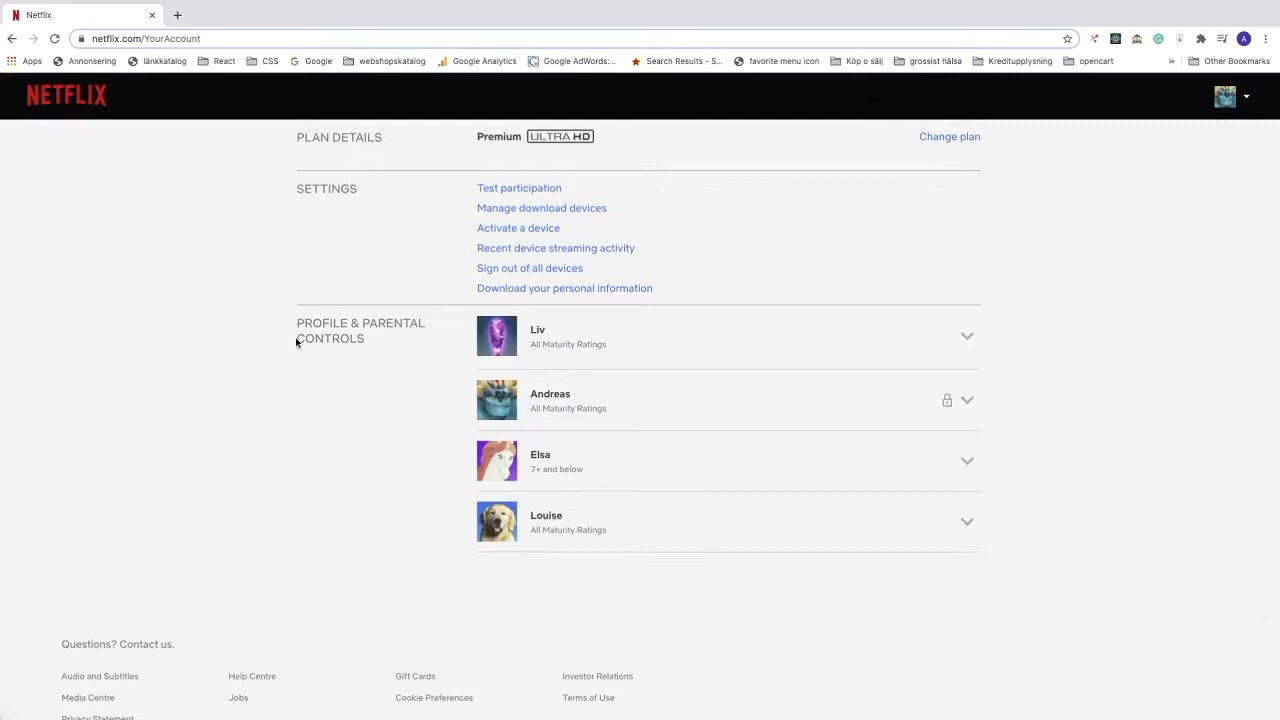 Netflix
netflix.com/YourAccount
A
Apps Annonsering länkkatalog React CSS Google webshopskatalog Google Analytics Google AdWords:... Search Results - S... favorite menu icon Köp o sälj grossist hälsa Kreditupplysning opencart » Other Bookmarks
NETFLIX
PLAN DETAILS Premium ULTRA HD Change plan
SETTINGS Test participation
Manage download devices
Activate a device
Recent device streaming activity
Sign out of all devices
Download your personal information
PROFILE & PARENTAL
CONTROLS
Liv
All Maturity Ratings
Andreas
All Maturity Ratings
Elsa
7+ and below
Louise
All Maturity Ratings
Questions? Contact us.
Audio and Subtitles Help Centre Gift Cards Investor Relations
Media Centre Jobs Cookie Preferences Terms of Use
Privacy Statement